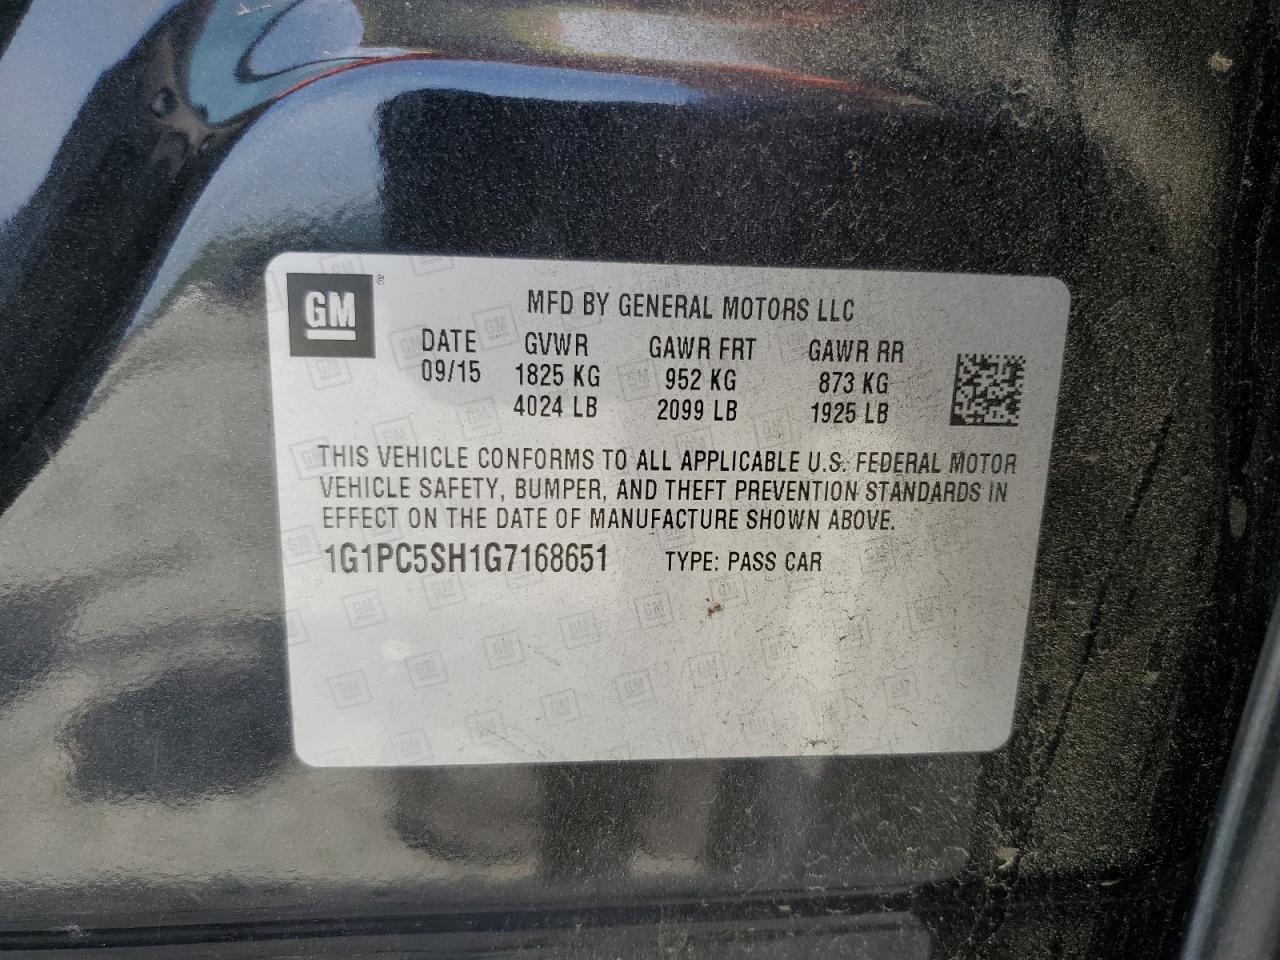 GM
MFD BY GENERAL MOTORS LLC
DATE GVWR GAWR FRT GAWR RR
09/15 1825 KG 952 KG 873 KG
4024 LB 2099 LB 1925 LB
THIS VEHICLE CONFORMS TO ALL APPLICABLE U.S. FEDERAL MOTOR
VEHICLE SAFETY, BUMPER, AND THEFT PREVENTION STANDARDS IN
EFFECT ON THE DATE OF MANUFACTURE SHOWN ABOVE.
1G1PC5SH1G7168651 TYPE: PASS CAR